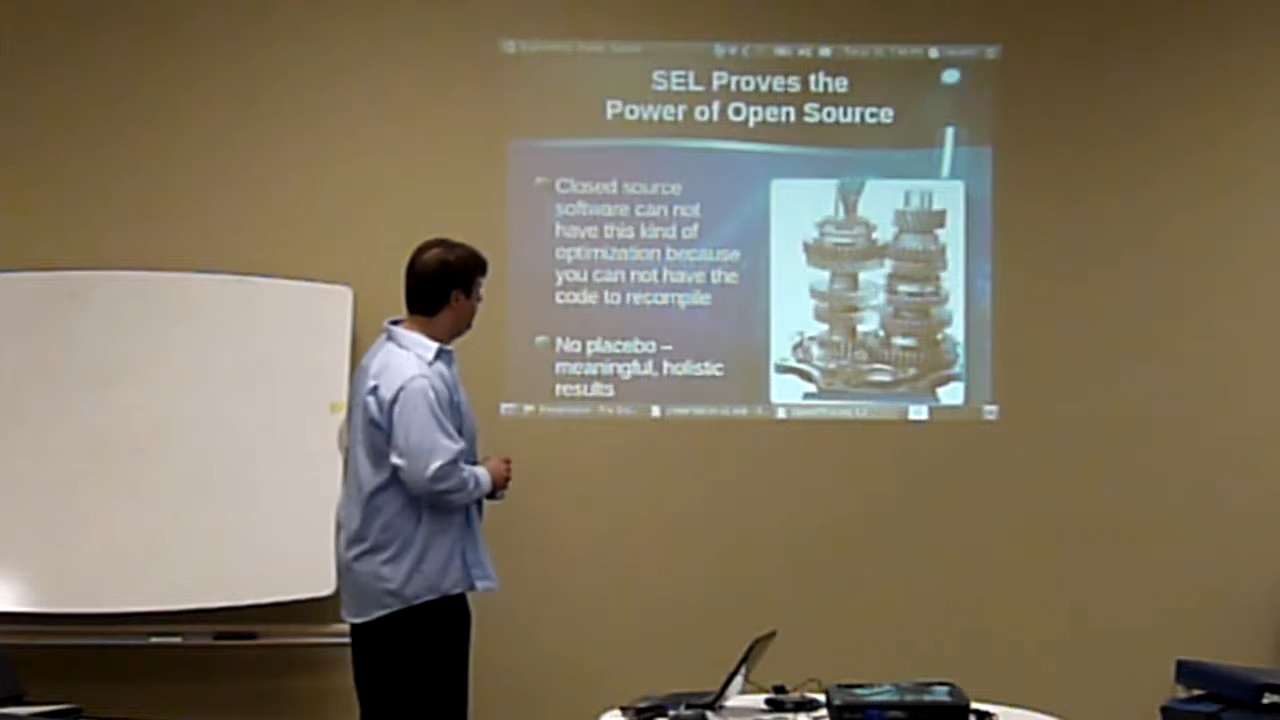 SEL Proves the
Power of Open Source
Closed source
software can not
have this kind of
optimization because
you can not have the
code to recompile
No placebo –
meaningful, holistic
results